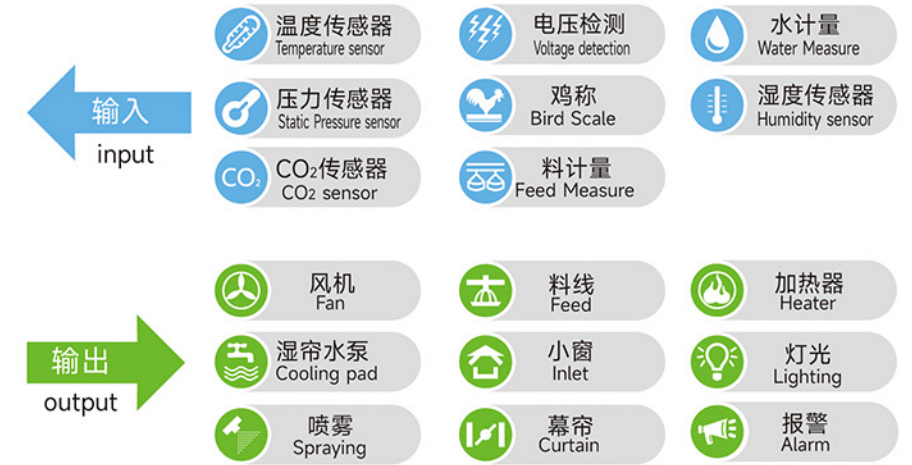 温度传感器
Temperature sensor
电压检测
Voltage detection
水计量
Water Measure
输入
input
压力传感器
Static Pressure sensor
鸡称
Bird Scale
湿度传感器
Humidity sensor
CO₂
CO2传感器
CO2 sensor
料计量
Feed Measure
风机
Fan
料线
Feed
加热器
Heater
输出
output
湿帘水泵
Cooling pad
小窗
Inlet
灯光
Lighting
喷雾
Spraying
幕帘
Curtain
报警
Alarm